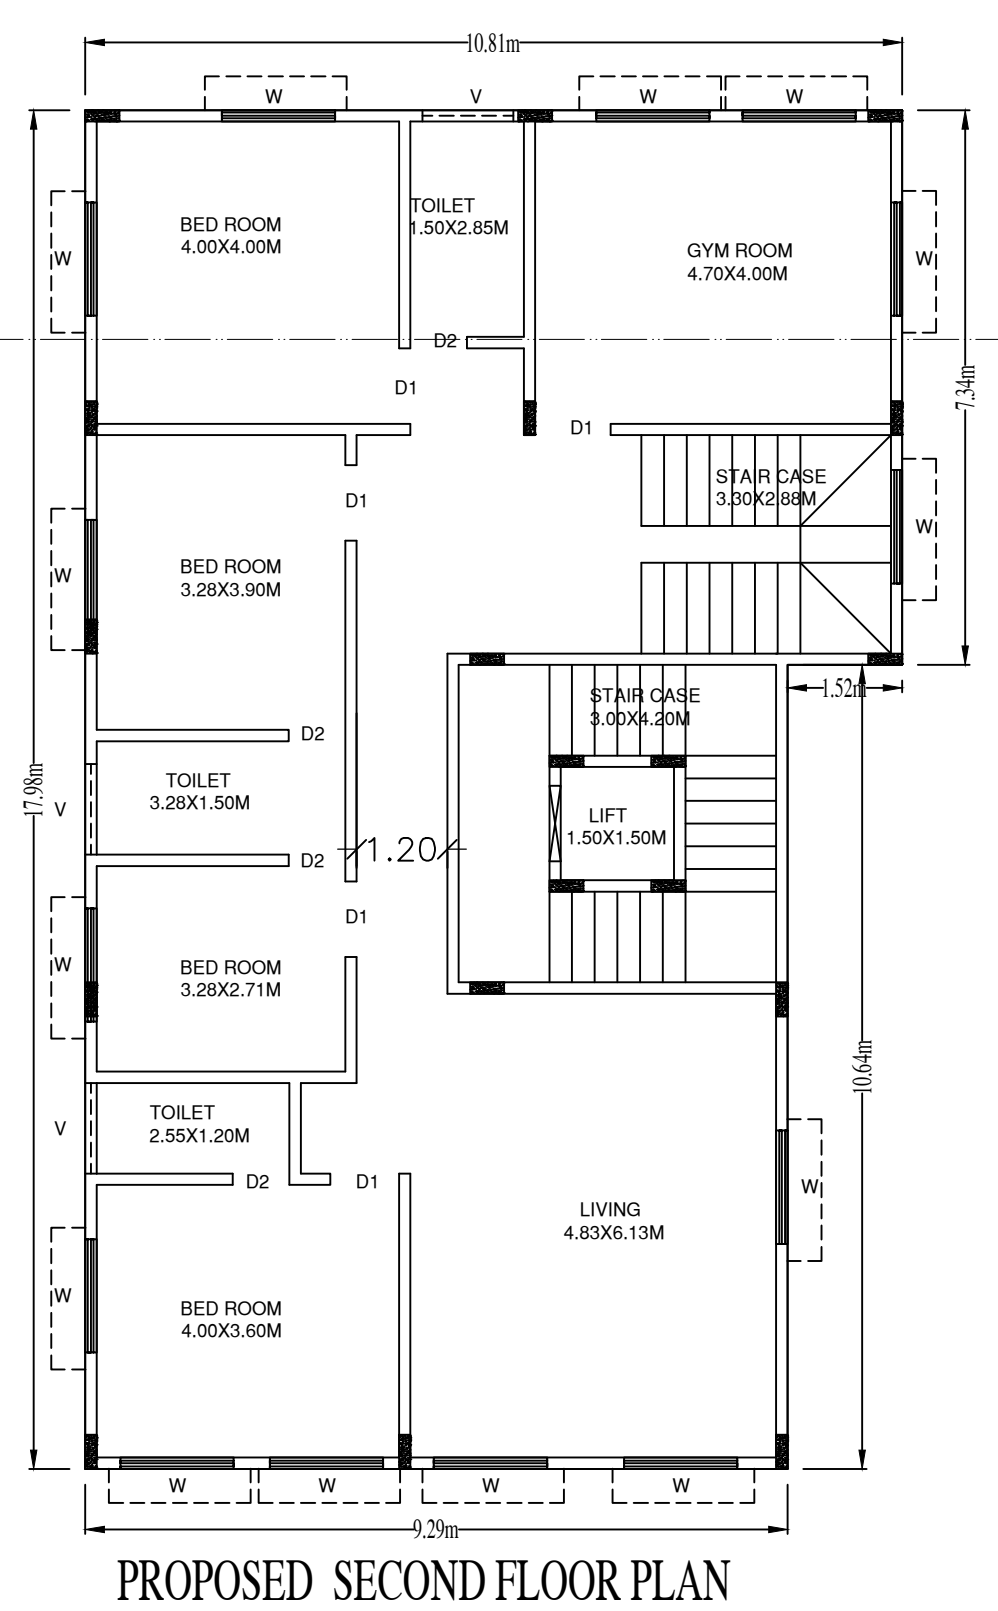 10.81m
W
V
W
W
BED ROOM
4.00X4.00M
TOILET
1.50X2.85M
GYM ROOM
4.70X4.00M
W
W
D2
D1
7.34m
D1
STAIR CASE
3.30X2.88M
D1
W
BED ROOM
3.28X3.90M
W
STAIR CASE
3.00X4.20M
1.52m
D2
TOILET
3.28X1.50M
17.98m
V
LIFT
1.50X1.50M
1.20
D2
D1
BED ROOM
3.28X2.71M
W
10.64m
TOILET
2.55X1.20M
V
D2
D1
W
LIVING
4.83X6.13M
W
BED ROOM
4.00X3.60M
W
W
W
W
9.29m
PROPOSED SECOND FLOOR PLAN